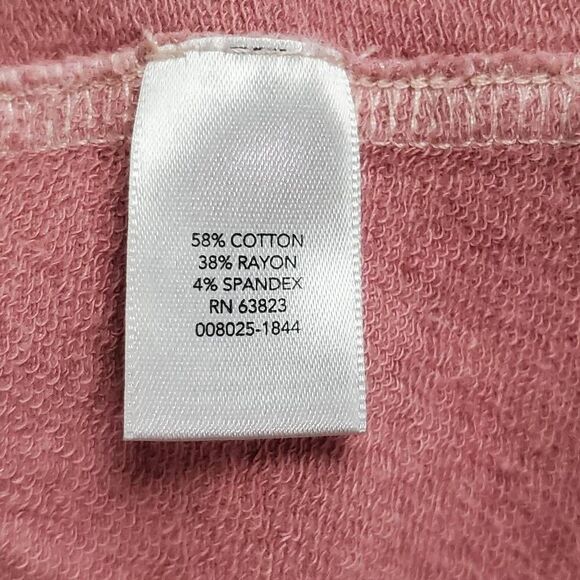 58% COTTON
38% RAYON
4% SPANDEX
RN 63823
008025-1844